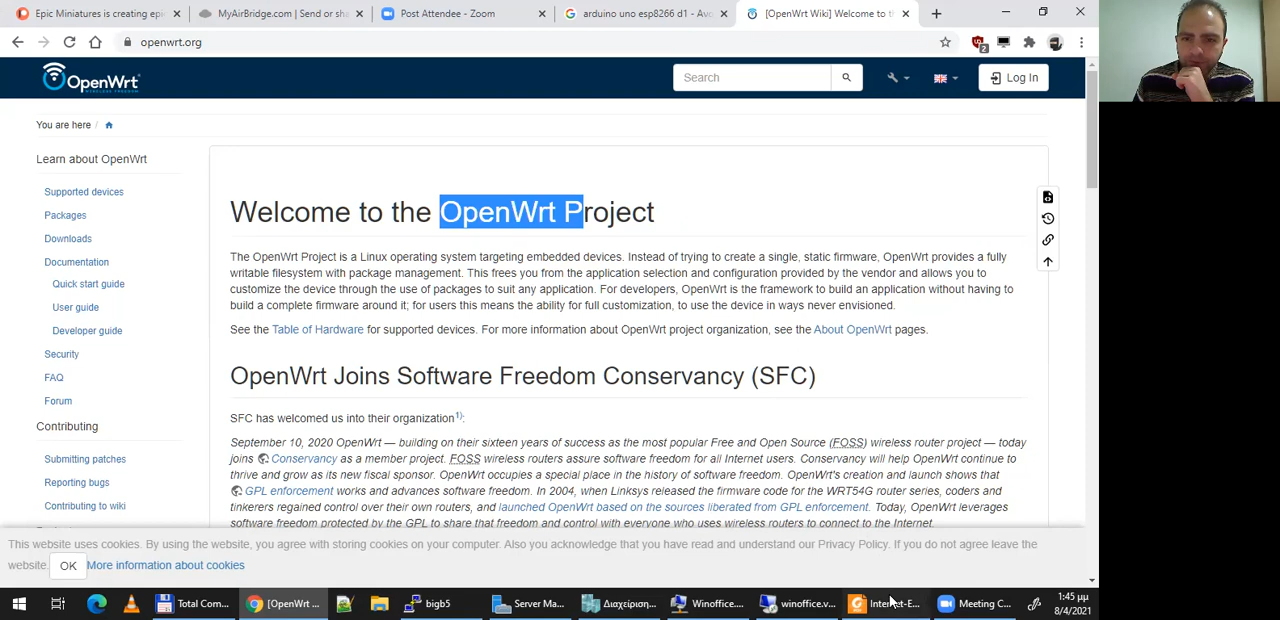 Epic Miniatures is creating epic
MyAirBridge.com | Send or sha
Post Attendee - Zoom
arduino uno esp8266 d1 - Ανα
[OpenWrt Wiki] Welcome to th
openwrt.org
2
OpenWrt
WIRELESS FREEDOM
Search
Log In
You are here /
Learn about OpenWrt
Supported devices
Packages
Downloads
Documentation
Quick start guide
User guide
Developer guide
Security
FAQ
Forum
Contributing
Submitting patches
Reporting bugs
Contributing to wiki
Welcome to the OpenWrt Project
The OpenWrt Project is a Linux operating system targeting embedded devices. Instead of trying to create a single, static firmware, OpenWrt provides a fully
writable filesystem with package management. This frees you from the application selection and configuration provided by the vendor and allows you to
customize the device through the use of packages to suit any application. For developers, OpenWrt is the framework to build an application without having to
build a complete firmware around it; for users this means the ability for full customization, to use the device in ways never envisioned.
See the Table of Hardware for supported devices. For more information about OpenWrt project organization, see the About OpenWrt pages.
OpenWrt Joins Software Freedom Conservancy (SFC)
SFC has welcomed us into their organization1):
September 10, 2020 OpenWrt — building on their sixteen years of success as the most popular Free and Open Source (FOSS) wireless router project — today
joins Conservancy as a member project. FOSS wireless routers assure software freedom for all Internet users. Conservancy will help OpenWrt continue to
thrive and grow as its new fiscal sponsor. OpenWrt occupies a special place in the history of software freedom. OpenWrt's creation and launch shows that
GPL enforcement works and advances software freedom. In 2004, when Linksys released the firmware code for the WRT54G router series, coders and
tinkerers regained control over their own routers, and launched OpenWrt based on the sources liberated from GPL enforcement. Today, OpenWrt leverages
software freedom protected by the GPL to share that freedom and control with everyone who uses wireless routers to connect to the Internet.
This website uses cookies. By using the website, you agree with storing cookies on your computer. Also you acknowledge that you have read and understand our Privacy Policy. If you do not agree leave the
website. OK More information about cookies
Total Com...
[OpenWrt ...
bigb5
Server Ma...
Διαχείριση...
Winoffice....
winoffice.v...
Internet-E...
Meeting C...
1:45 μμ
8/4/2021